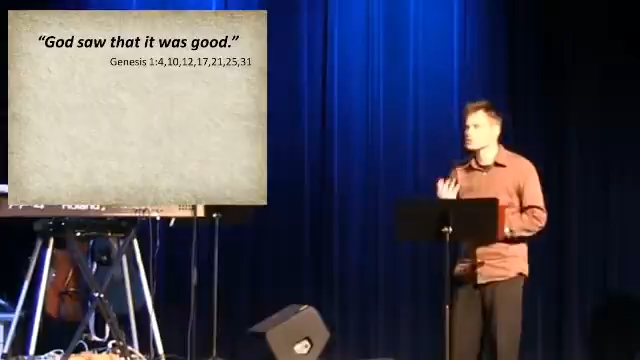 “God saw that it was good.”
Genesis 1:4,10,12,17,21,25,31
Roland